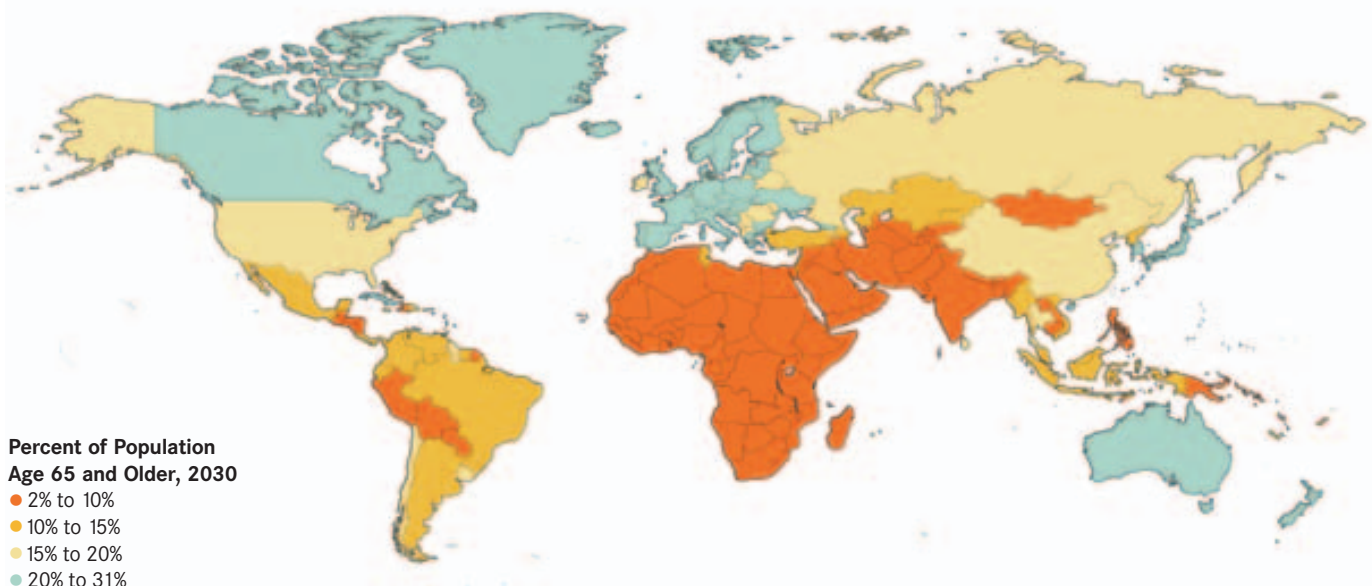 Percent of Population
Age 65 and Older, 2030
2% to 10%
10% to 15%
15% to 20%
20% to 31%